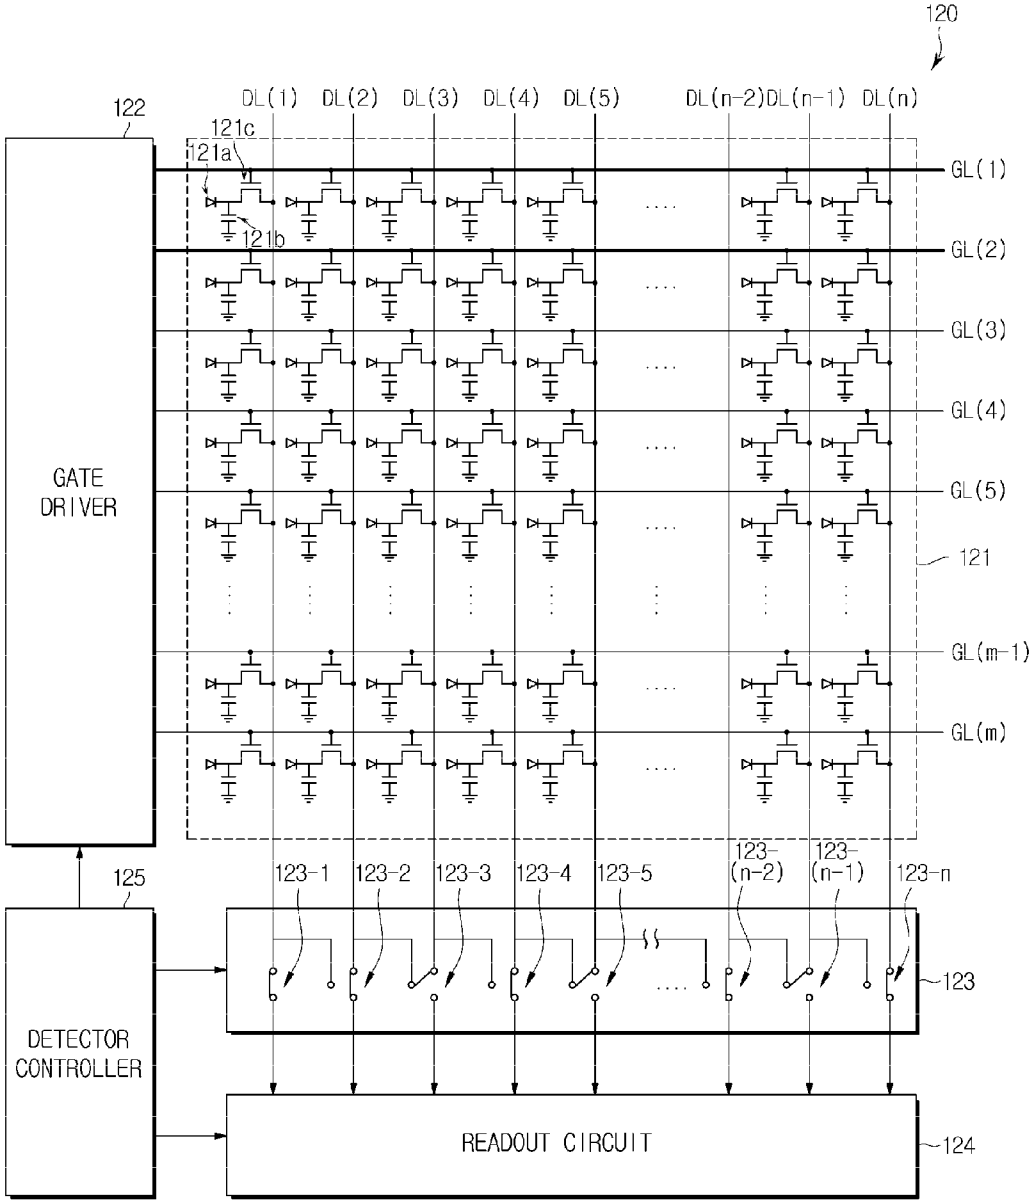 120
DL(1) DL(2) DL(3) DL(4) DL(5) DL(n-2) DL(n-1) DL(n)
122
121c
121a
GL(1)
121b
GL(2)
GL(3)
GL(4)
GATE
DRIVER
GL(5)
121
GL(m-1)
GL(m)
125
123-1 123-2 123-3 123-4 123-5 123-
(n-2) 123-
(n-1) 123-n
123
DETECTOR
CONTROLLER
READOUT CIRCUIT
124